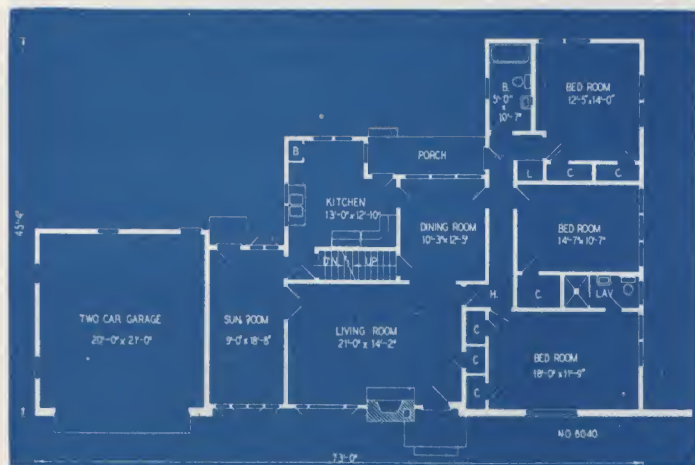 B.
5'-0"
x
10'-7"
BED ROOM
12'-5" x 14'-0"
B
PORCH
L
C
C
KITCHEN
13'-0" x 12'-10"
DINING ROOM
10'-3" x 12'-5"
BED ROOM
14'-7" x 10'-7"
45'-4"
DN.
UP
TWO CAR GARAGE
20'-0" x 21'-0"
SUN ROOM
9'-0" x 18'-8"
LIVING ROOM
21'-0" x 14'-2"
H.
C
LAV
C
C
C
BED ROOM
18'-0" x 11'-9"
NO 6040
73'-0"